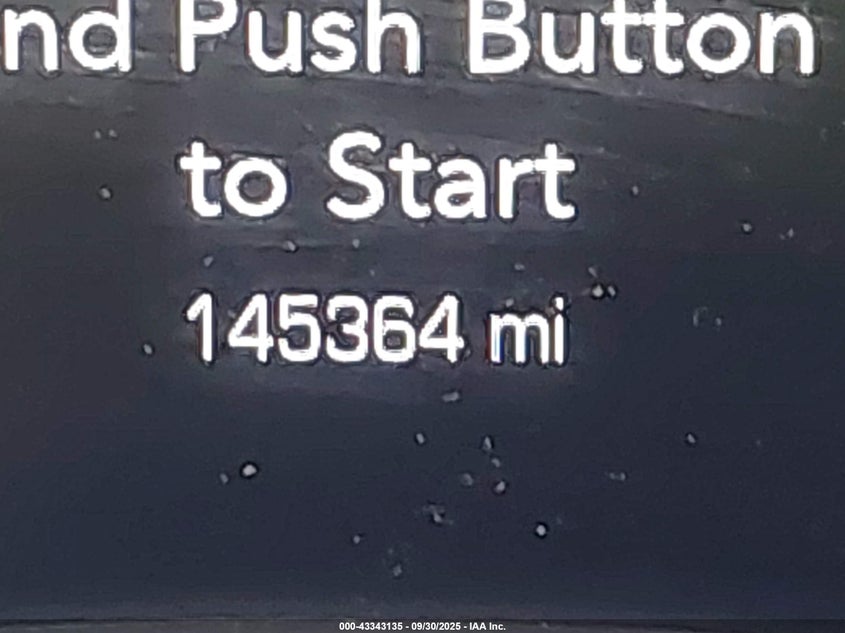 nd Push Button
to Start
145364 mi
000-43343135 - 09/30/2025 - IAA Inc.